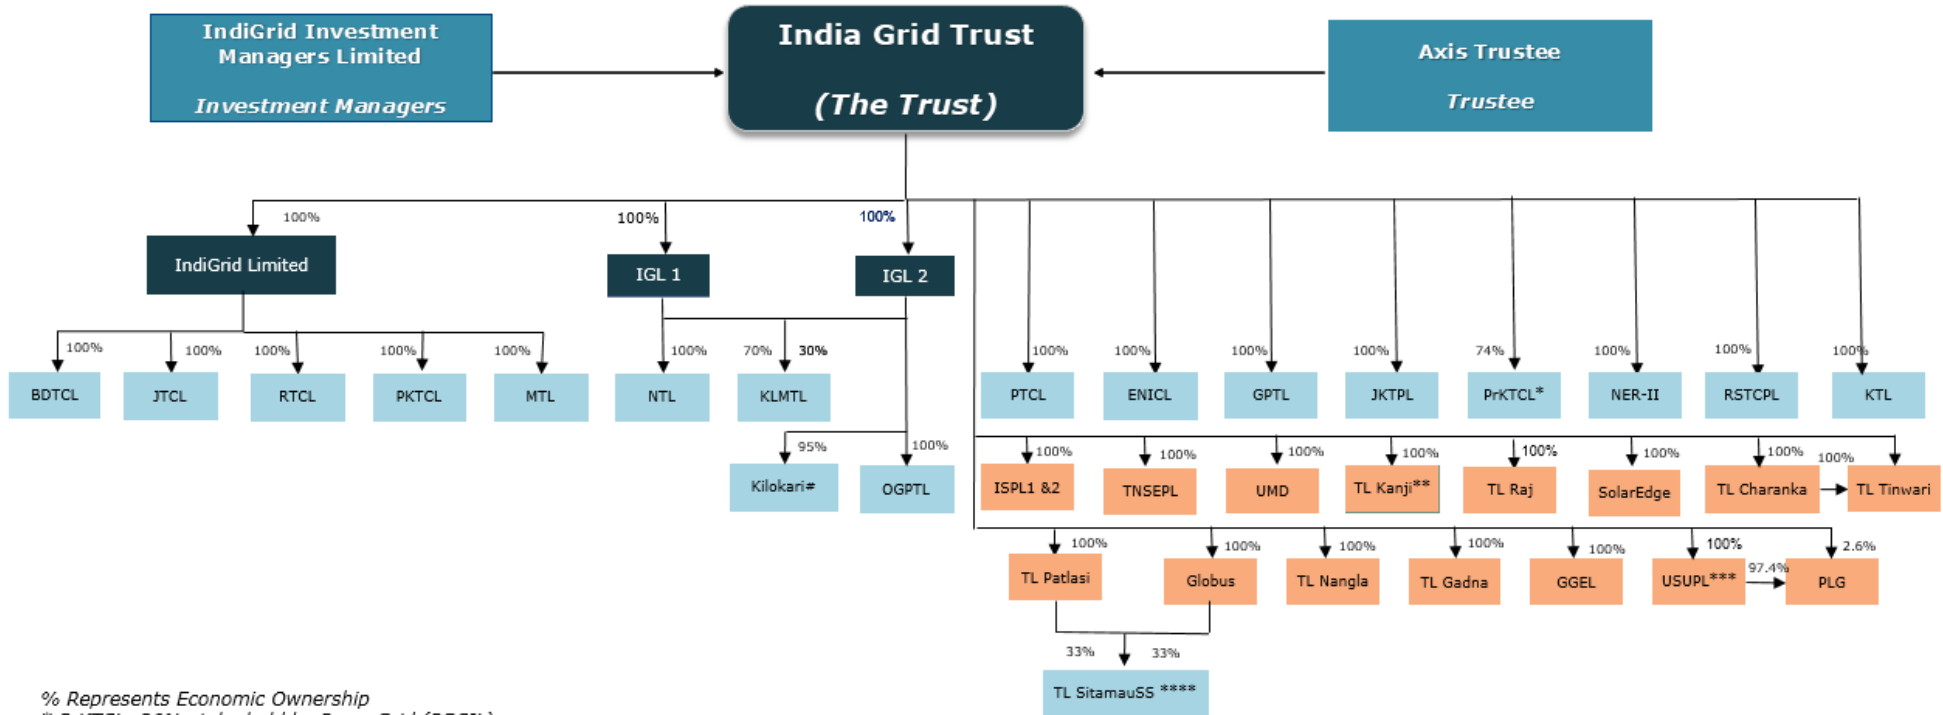 IndiGrid Investment
Managers Limited
Investment Managers
India Grid Trust
(The Trust)
Axis Trustee
Trustee
100%
100%
100%
IndiGrid Limited
IGL 1
IGL 2
100%
100%
100%
100%
100%
100%
70%
30%
100%
100%
100%
100%
74%
100%
100%
100%
BDTCL
JTCL
RTCL
PKTCL
MTL
NTL
KLMTL
PTCL
ENICL
GPTL
JKTPL
PrKTCL*
NER-II
RSTCPL
KTL
95%
100%
100%
100%
100%
100%
100%
100%
100%
100%
Kilokari#
OGPTL
ISPL1 &2
TNSEPL
UMD
TL Kanji**
TL Raj
SolarEdge
TL Charanka
TL Tinwari
100%
100%
100%
100%
100%
100%
2.6%
97.4%
TL Patlasi
Globus
TL Nangla
TL Gadna
GGEL
USUPL***
PLG
33%
33%
TL SitamauSS ****
% Represents Economic Ownership